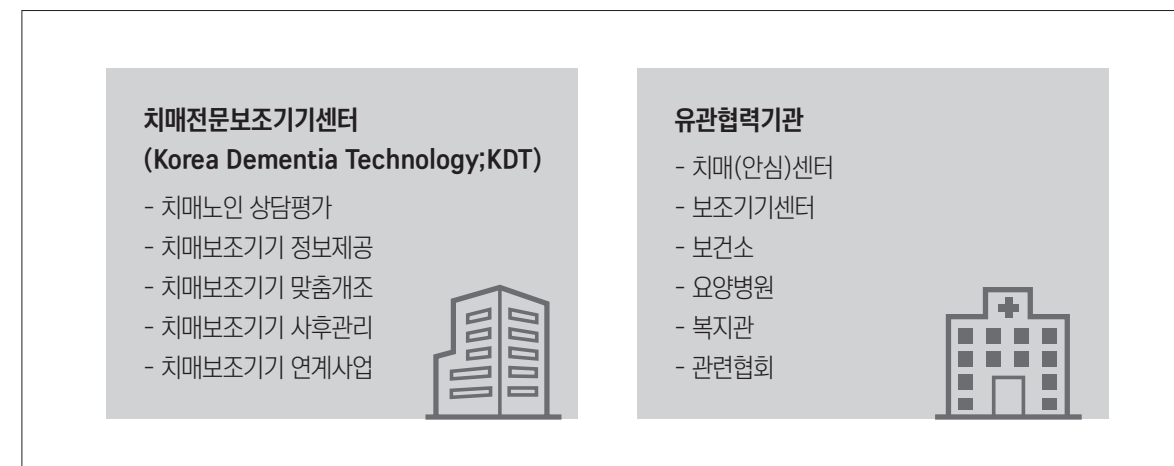 치매전문보조기기센터
(Korea Dementia Technology;KDT)
- 치매노인 상담평가
- 치매보조기기 정보제공
- 치매보조기기 맞춤개조
- 치매보조기기 사후관리
- 치매보조기기 연계사업
유관협력기관
- 치매(안심)센터
- 보조기기센터
- 보건소
- 요양병원
- 복지관
- 관련협회